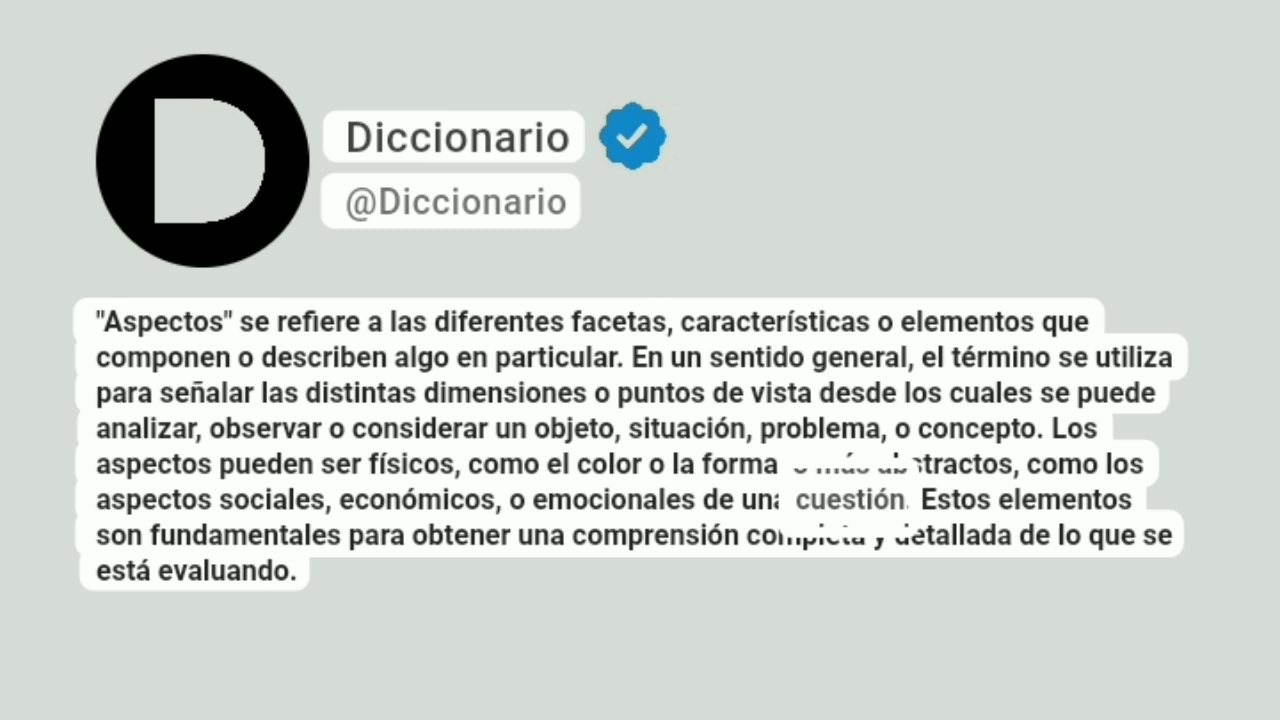 D
Diccionario
@Diccionario
"Aspectos" se refiere a las diferentes facetas, características o elementos que
componen o describen algo en particular. En un sentido general, el término se utiliza
para señalar las distintas dimensiones o puntos de vista desde los cuales se puede
analizar, observar o considerar un objeto, situación, problema, o concepto. Los
aspectos pueden ser físicos, como el color o la forma o más abstractos, como los
aspectos sociales, económicos, o emocionales de una cuestión. Estos elementos
son fundamentales para obtener una comprensión completa y detallada de lo que se
está evaluando.